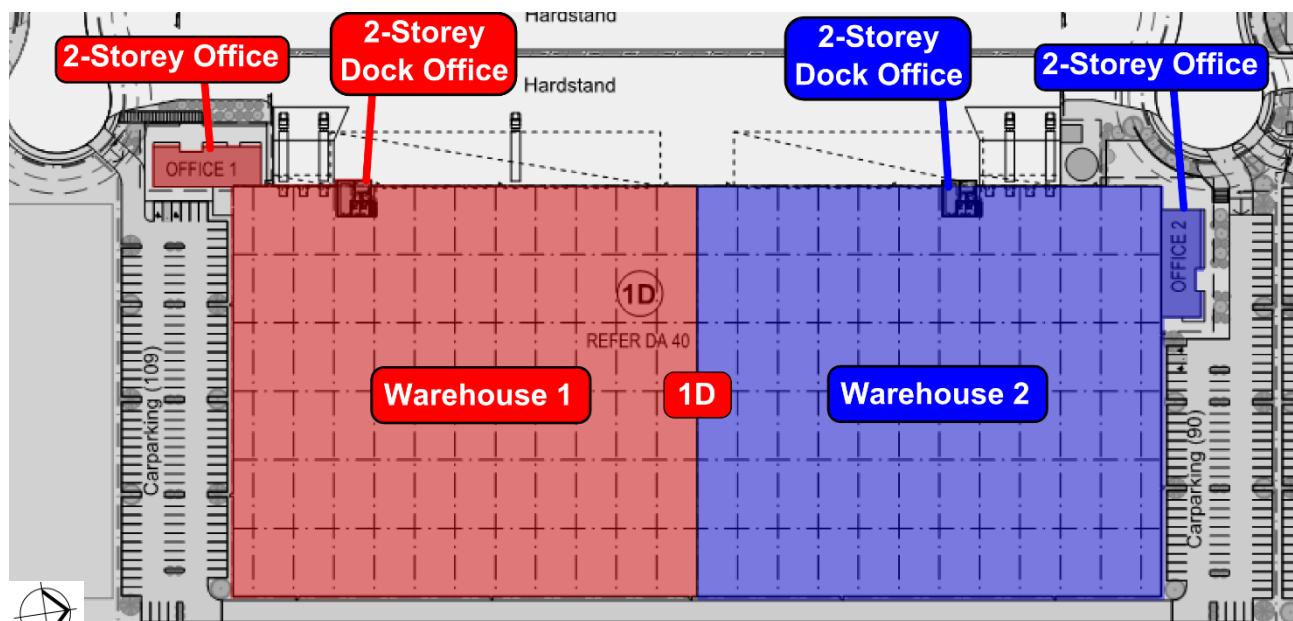 Hardstand
2-Storey
Dock Office
2-Storey
Dock Office
2-Storey Office
2-Storey Office
Hardstand
OFFICE 1
OFFICE 2
1D
REFER DA 40
Warehouse 1
1D
Warehouse 2
Carparking (109)
Carparking (90)